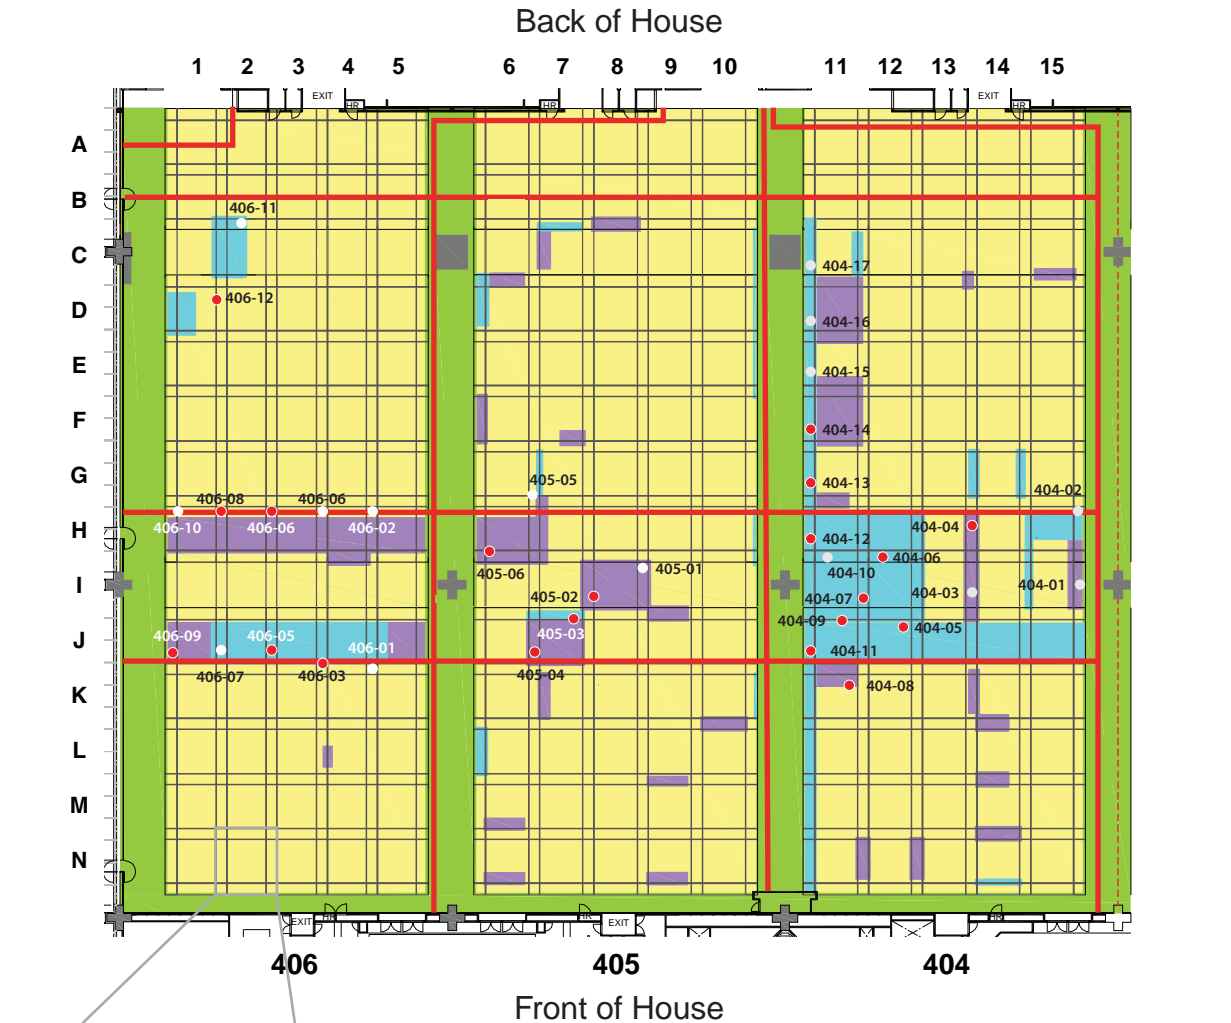 Back of House
1 2 3 4 5 6 7 8 9 10 11 12 13 14 15
EXIT EXIT
HR HR HR
A
B
406-11
C
404-17
406-12
D
404-16
E
404-15
F
404-14
G
405-05
404-13
404-02
406-08 406-06
406-10 406-06 406-02
H
404-04
404-12
404-06
405-01
404-10
405-06
I
404-01
404-03
405-02
404-07
404-09
404-05
406-09 406-05 405-03
J
406-01
404-11
406-07 406-03 405-04
404-08
K
L
M
N
HR HR HR
EXIT EXIT
406 405 404
Front of House